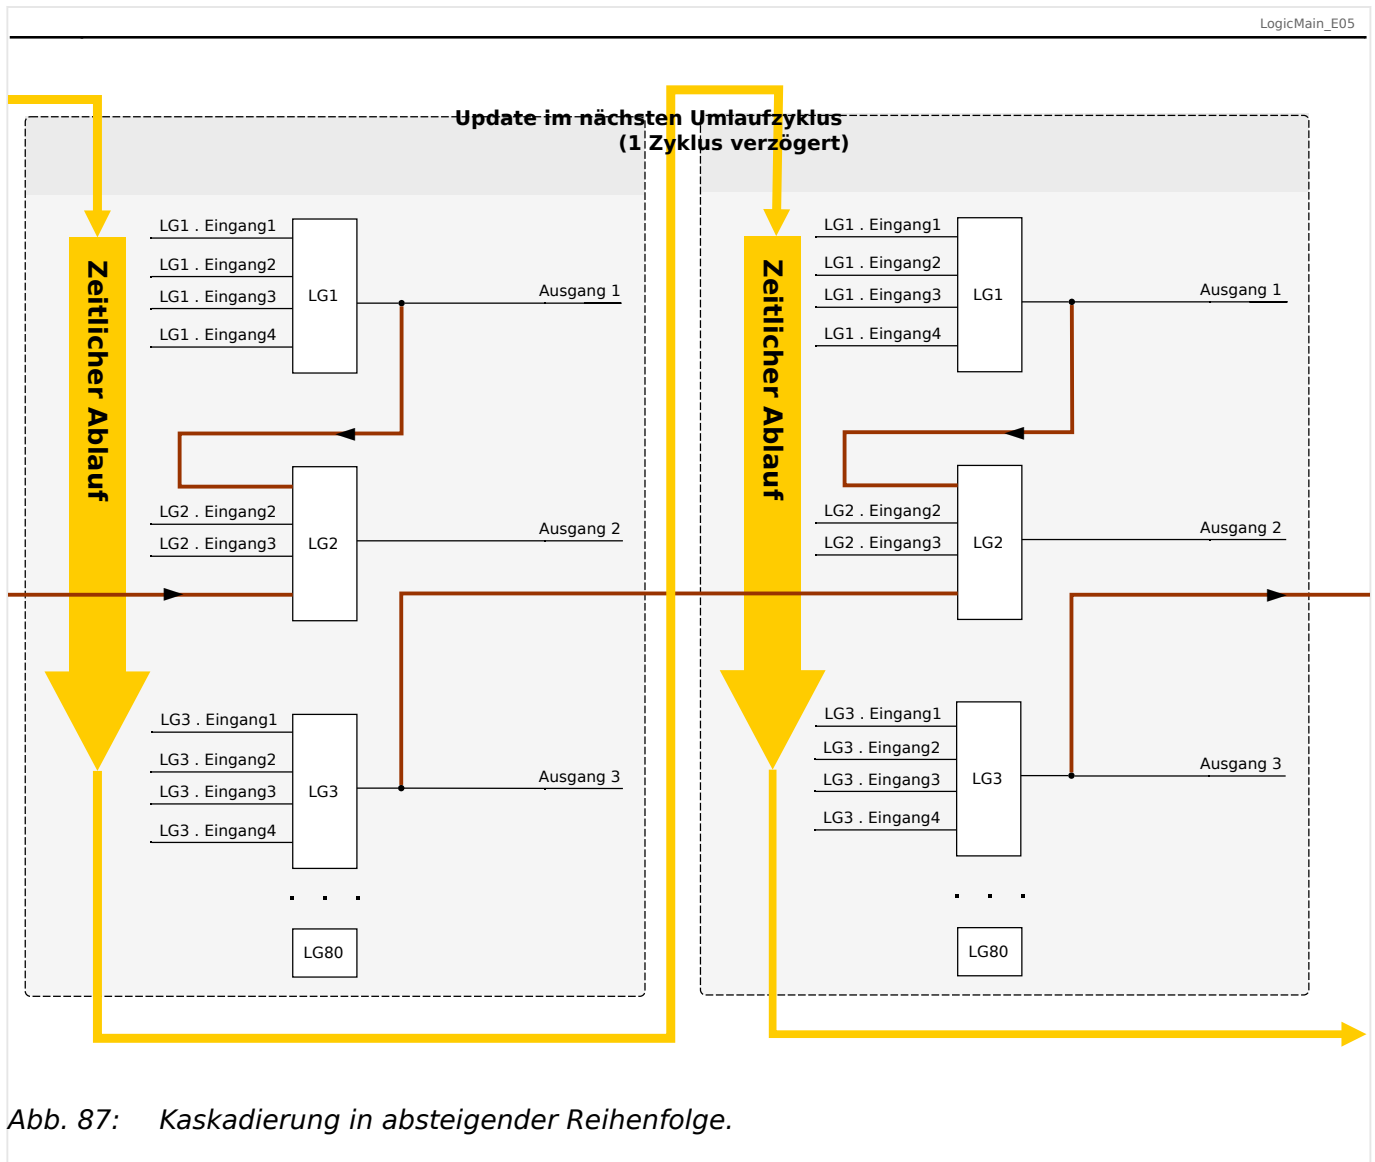 LogicMain_E05
Update im nächsten Umlaufzyklus
(1 Zyklus verzögert)
Zeitlicher Ablauf
LG1 . Eingang1
LG1 . Eingang2
LG1 . Eingang3
LG1 . Eingang4
LG1
Ausgang 1
LG2 . Eingang2
LG2 . Eingang3
LG2
Ausgang 2
LG3 . Eingang1
LG3 . Eingang2
LG3 . Eingang3
LG3 . Eingang4
LG3
Ausgang 3
. . .
LG80
Zeitlicher Ablauf
LG1 . Eingang1
LG1 . Eingang2
LG1 . Eingang3
LG1 . Eingang4
LG1
Ausgang 1
LG2 . Eingang2
LG2 . Eingang3
LG2
Ausgang 2
LG3 . Eingang1
LG3 . Eingang2
LG3 . Eingang3
LG3 . Eingang4
LG3
Ausgang 3
. . .
LG80
Abb. 87: Kaskadierung in absteigender Reihenfolge.